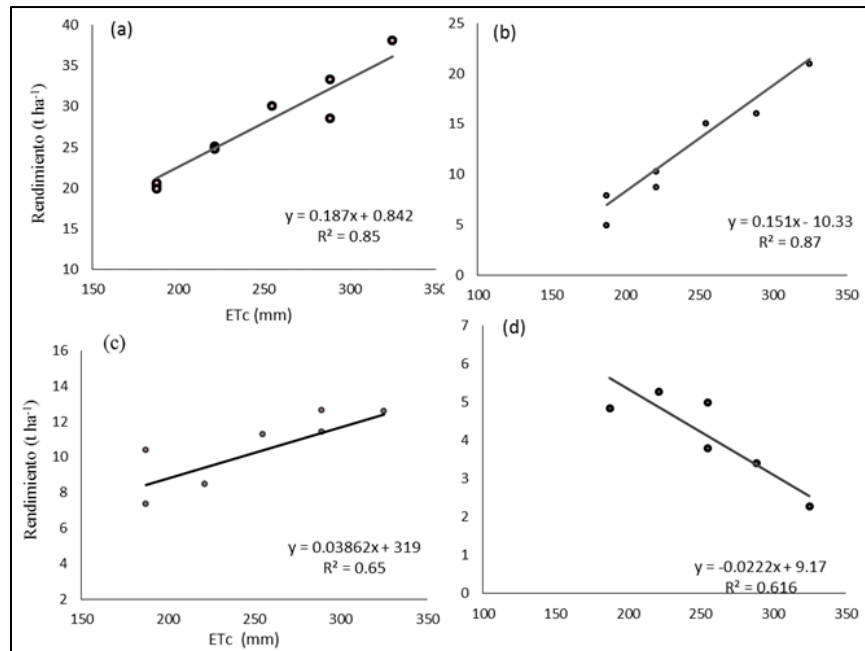 (a)
Rendimiento (t ha⁻¹)
40
35
30
25
20
15
10
y = 0.187x + 0.842
R² = 0.85
150 200 250 300 350
ETc (mm)
(b)
25
20
15
10
5
0
y = 0.151x - 10.33
R² = 0.87
100 150 200 250 300 350
(c)
Rendimiento (t ha⁻¹)
16
14
12
10
8
6
4
2
y = 0.03862x + 319
R² = 0.65
150 200 250 300 350
ETc (mm)
(d)
7
6
5
4
3
2
1
0
y = -0.0222x + 9.17
R² = 0.616
100 150 200 250 300 350